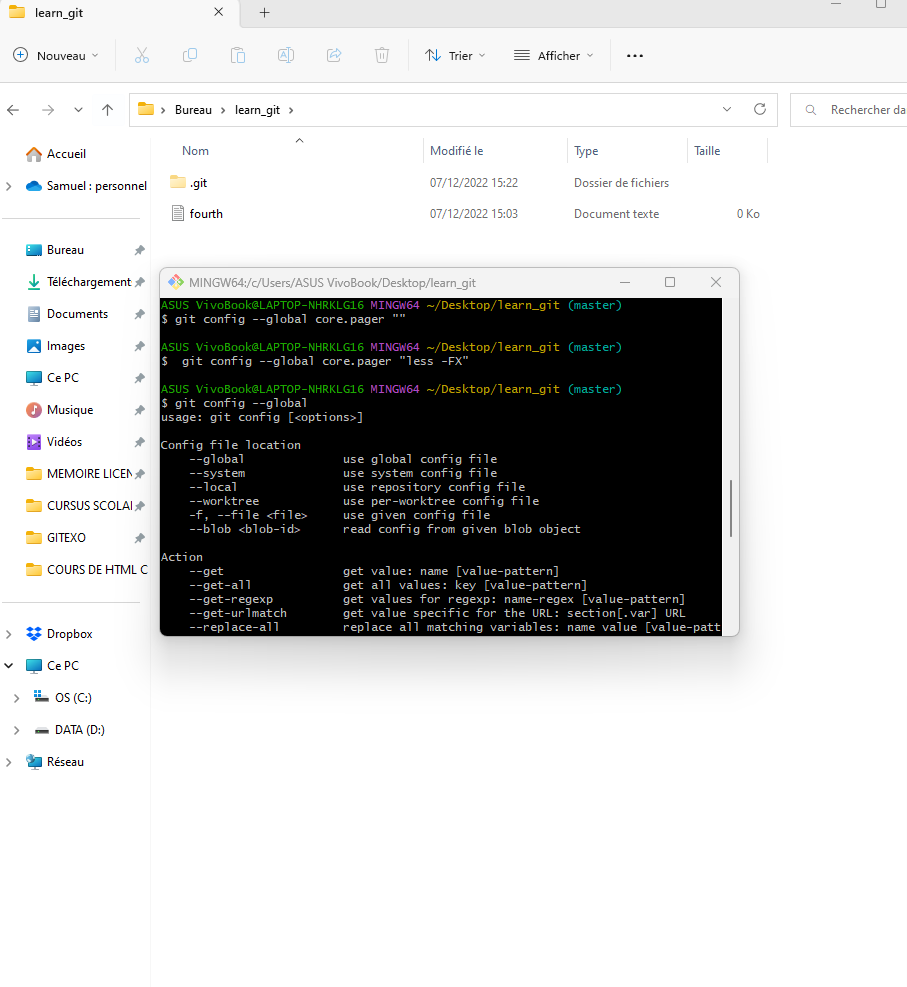 learn_git
Nouveau
Trier
Afficher
Bureau
learn_git
Rechercher da
Nom
Modifié le
Type
Taille
.git
07/12/2022 15:22
Dossier de fichiers
fourth
07/12/2022 15:03
Document texte
0 Ko
Accueil
Samuel : personnel
Bureau
Téléchargement
Documents
Images
Ce PC
Musique
Vidéos
MEMOIRE LICEN
CURSUS SCOLAI
GITEXO
COURS DE HTML C
Dropbox
Ce PC
OS (C:)
DATA (D:)
Réseau
MINGW64:/c/Users/ASUS VivoBook/Desktop/learn_git
ASUS VivoBook@LAPTOP-NHRKLG16 MINGW64 ~/Desktop/learn_git (master)
$ git config --global core.pager ""
ASUS VivoBook@LAPTOP-NHRKLG16 MINGW64 ~/Desktop/learn_git (master)
$  git config --global core.pager "less -FX"
ASUS VivoBook@LAPTOP-NHRKLG16 MINGW64 ~/Desktop/learn_git (master)
$ git config --global
usage: git config [<options>]
Config file location
--global              use global config file
--system              use system config file
--local               use repository config file
--worktree            use per-worktree config file
-f, --file <file>     use given config file
--blob <blob-id>      read config from given blob object
Action
--get                 get value: name [value-pattern]
--get-all             get all values: key [value-pattern]
--get-regexp          get values for regexp: name-regex [value-pattern]
--get-urlmatch        get value specific for the URL: section[.var] URL
--replace-all         replace all matching variables: name value [value-patt